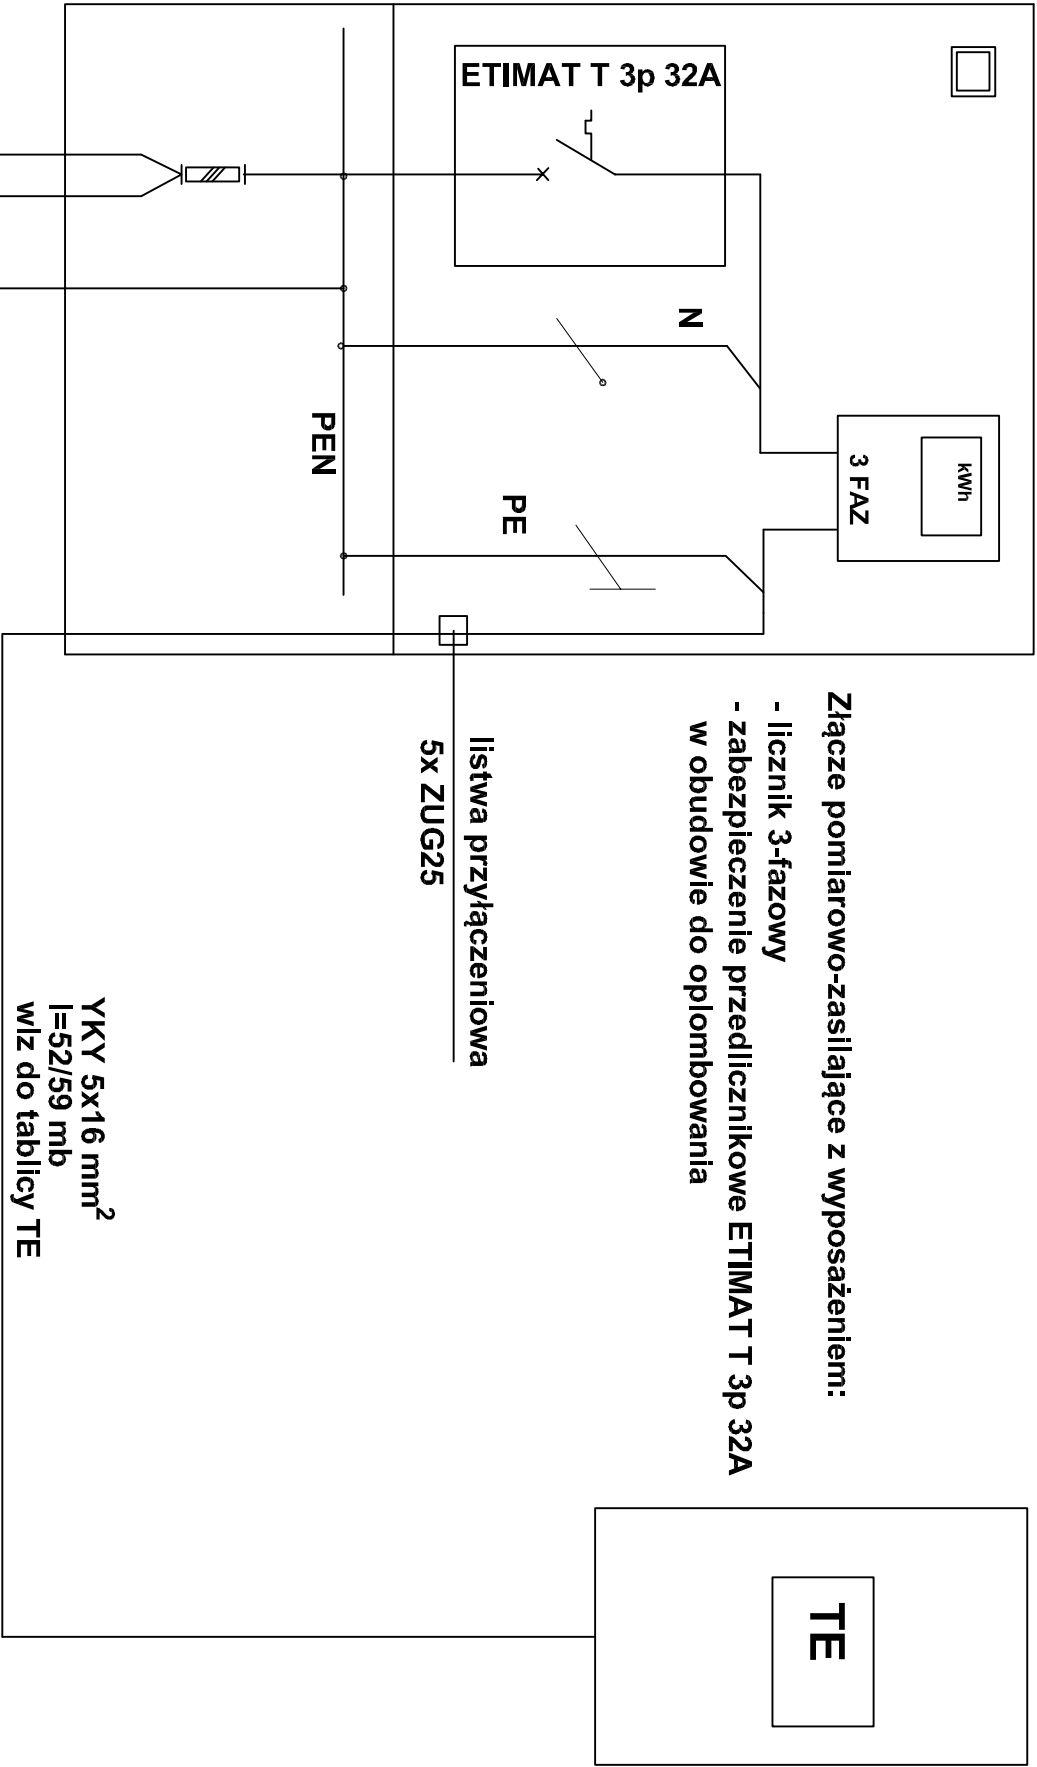 ETIMAT T 3p 32A
kWh
3 FAZ
N
PEN
PE
Złącze pomiarowo-zasilające z wyposażeniem:
- licznik 3-fazowy
- zabezpieczenie przedlicznikowe ETIMAT T 3p 32A
w obudowie do oplombowania
listwa przyłączeniowa
5x ZUG25
YKY 5x16 mm²
l=52/59 mb
wlz do tablicy TE
TE